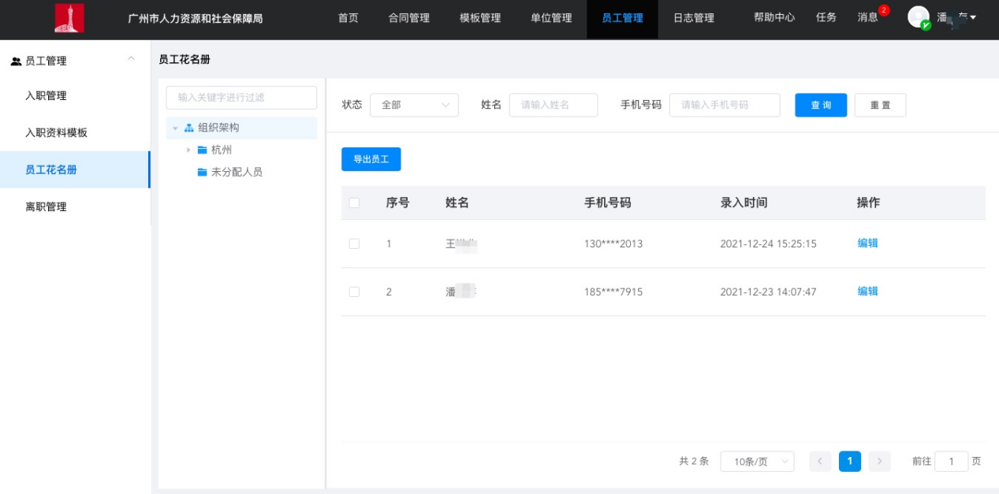 广州市人力资源和社会保障局 首页 合同管理 模板管理 单位管理 员工管理 日志管理 帮助中心 任务 消息 2 潘
员工管理
入职管理
入职资料模板
员工花名册
离职管理
员工花名册
输入关键字进行过滤
组织架构
杭州
未分配人员
状态 全部 姓名 请输入姓名 手机号码 请输入手机号码 查询 重置
导出员工
序号 姓名 手机号码 录入时间 操作
1 王 130****2013 2021-12-24 15:25:15 编辑
2 潘 185****7915 2021-12-23 14:07:47 编辑
共 2 条 10条/页 1 前往 1 页